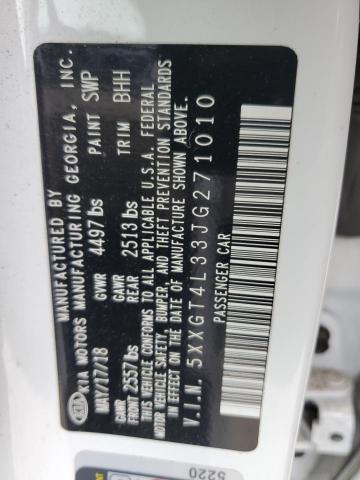 KIA
MANUFACTURED BY
KIA MOTORS MANUFACTURING GEORGIA, INC.
MAY/17/18 GVWR 4497 lbs PAINT SWP
GAWR FRONT 2557 lbs GAWR REAR 2513 lbs TRIM BHH
THIS VEHICLE CONFORMS TO ALL APPLICABLE U.S.A. FEDERAL
MOTOR VEHICLE SAFETY, BUMPER, AND THEFT PREVENTION STANDARDS
IN EFFECT ON THE DATE OF MANUFACTURE SHOWN ABOVE.
V.I.N. 5XXGT4L33JG271010
PASSENGER CAR
5220